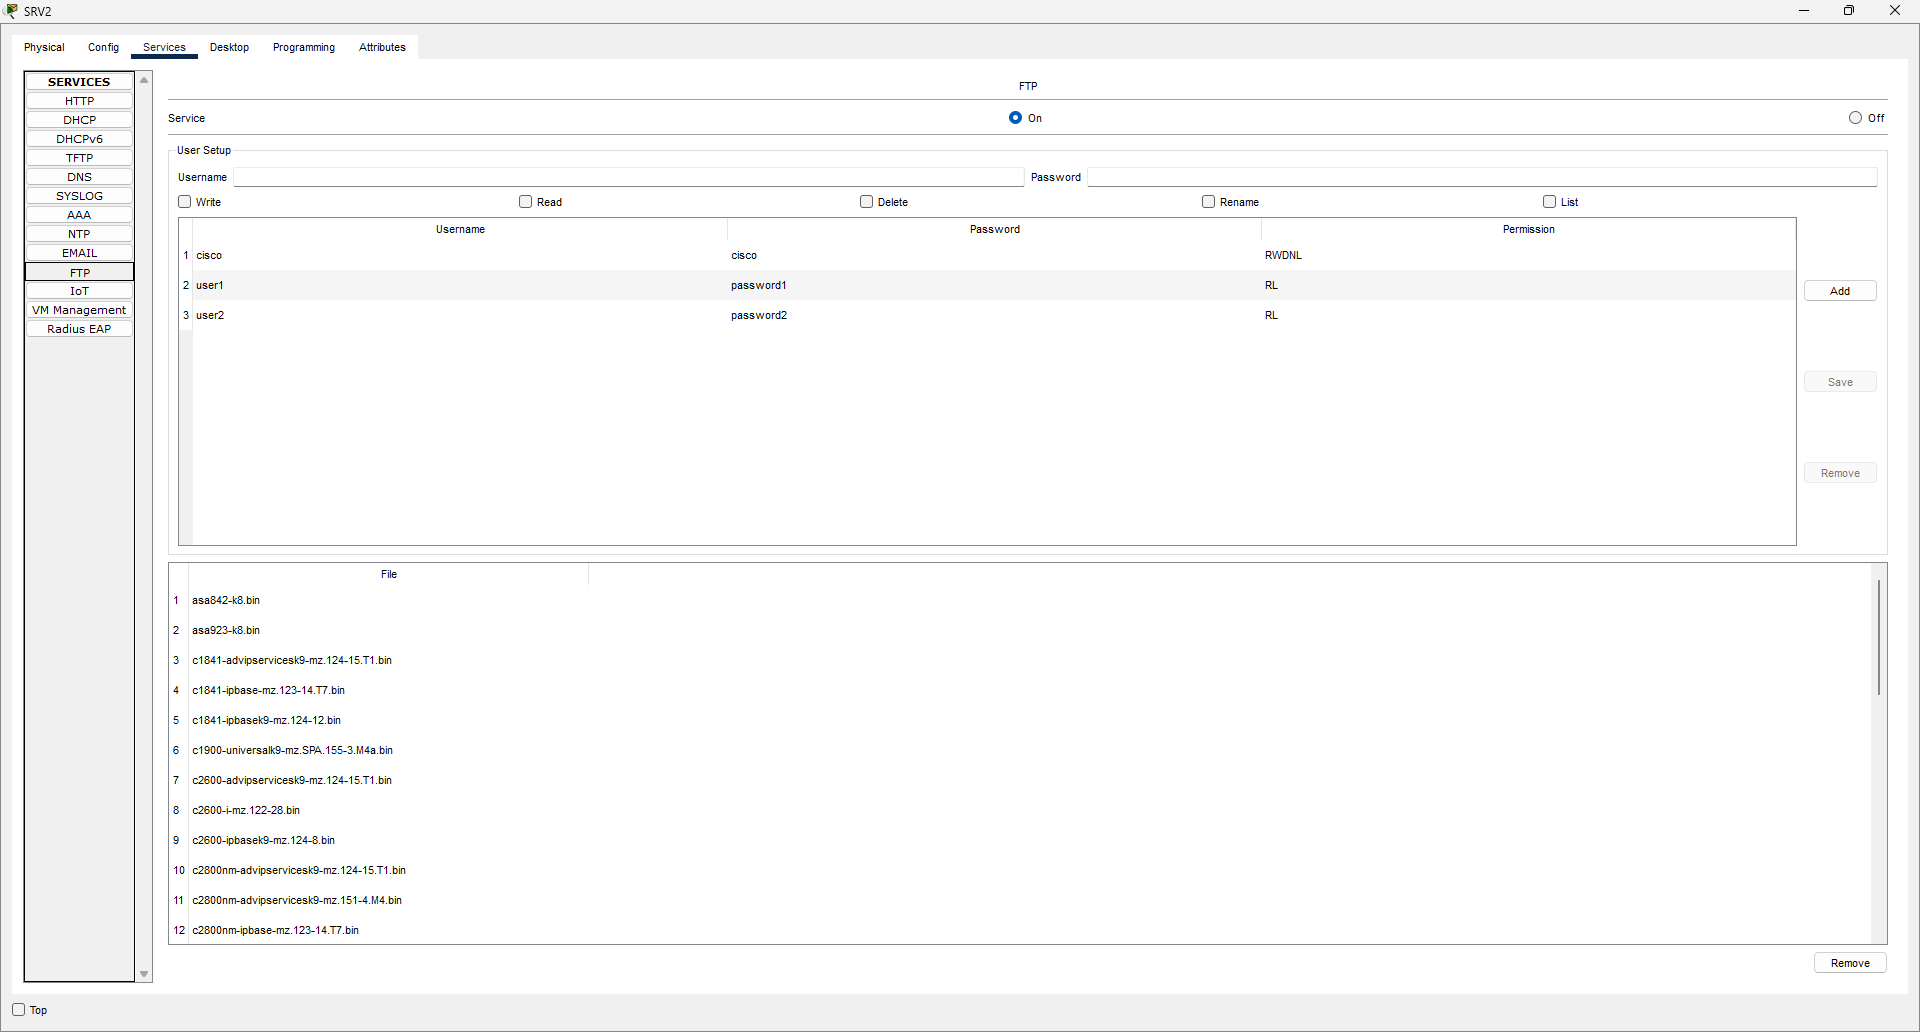 SRV2
Physical Config Services Desktop Programming Attributes
SERVICES
HTTP
DHCP
DHCPv6
TFTP
DNS
SYSLOG
AAA
NTP
EMAIL
FTP
IoT
VM Management
Radius EAP
FTP
Service On Off
User Setup
Username Password
Write Read Delete Rename List
Username Password Permission
1 cisco cisco RWDNL
2 user1 password1 RL
3 user2 password2 RL
Add
Save
Remove
File
1 asa842-k8.bin
2 asa923-k8.bin
3 c1841-advipservicesk9-mz.124-15.T1.bin
4 c1841-ipbase-mz.123-14.T7.bin
5 c1841-ipbasek9-mz.124-12.bin
6 c1900-universalk9-mz.SPA.155-3.M4a.bin
7 c2600-advipservicesk9-mz.124-15.T1.bin
8 c2600-i-mz.122-28.bin
9 c2600-ipbasek9-mz.124-8.bin
10 c2800nm-advipservicesk9-mz.124-15.T1.bin
11 c2800nm-advipservicesk9-mz.151-4.M4.bin
12 c2800nm-ipbase-mz.123-14.T7.bin
Remove
Top